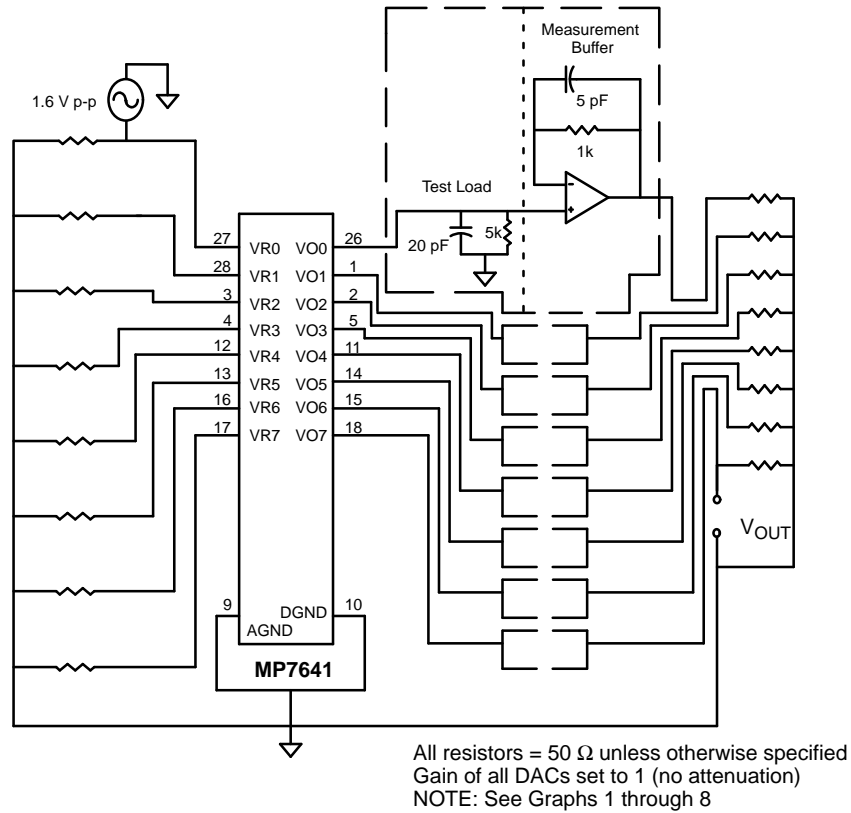 Measurement
Buffer
5 pF
1.6 V p-p
1k
Test Load
-
+
20 pF
5k
27 VR0 VO0 26
28 VR1 VO1 1
3 VR2 VO2 2
4 VR3 VO3 5
12 VR4 VO4 11
13 VR5 VO5 14
16 VR6 VO6 15
17 VR7 VO7 18
VOUT
9 DGND 10
AGND
MP7641
All resistors = 50 Ω unless otherwise specified
Gain of all DACs set to 1 (no attenuation)
NOTE: See Graphs 1 through 8